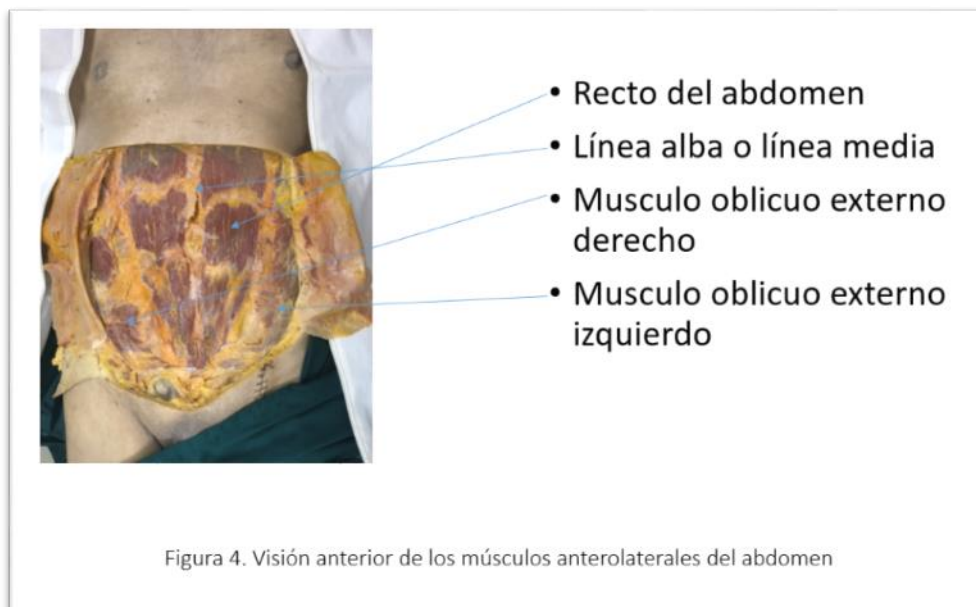 • Recto del abdomen
• Línea alba o línea media
• Musculo oblicuo externo
derecho
• Musculo oblicuo externo
izquierdo
Figura 4. Visión anterior de los músculos anterolaterales del abdomen